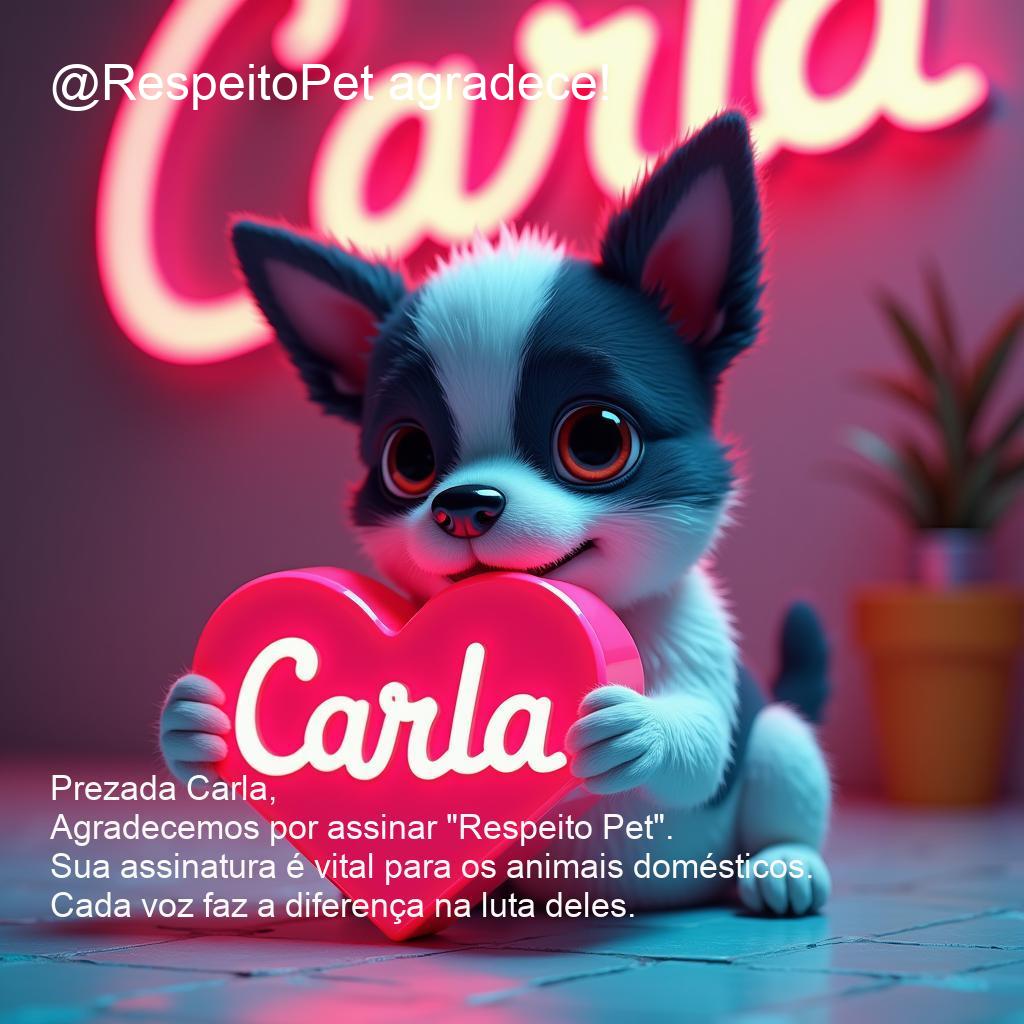 Carla
@RespeitoPet agradece!
Carla
Prezada Carla,
Agradecemos por assinar "Respeito Pet".
Sua assinatura é vital para os animais domésticos.
Cada voz faz a diferença na luta deles.